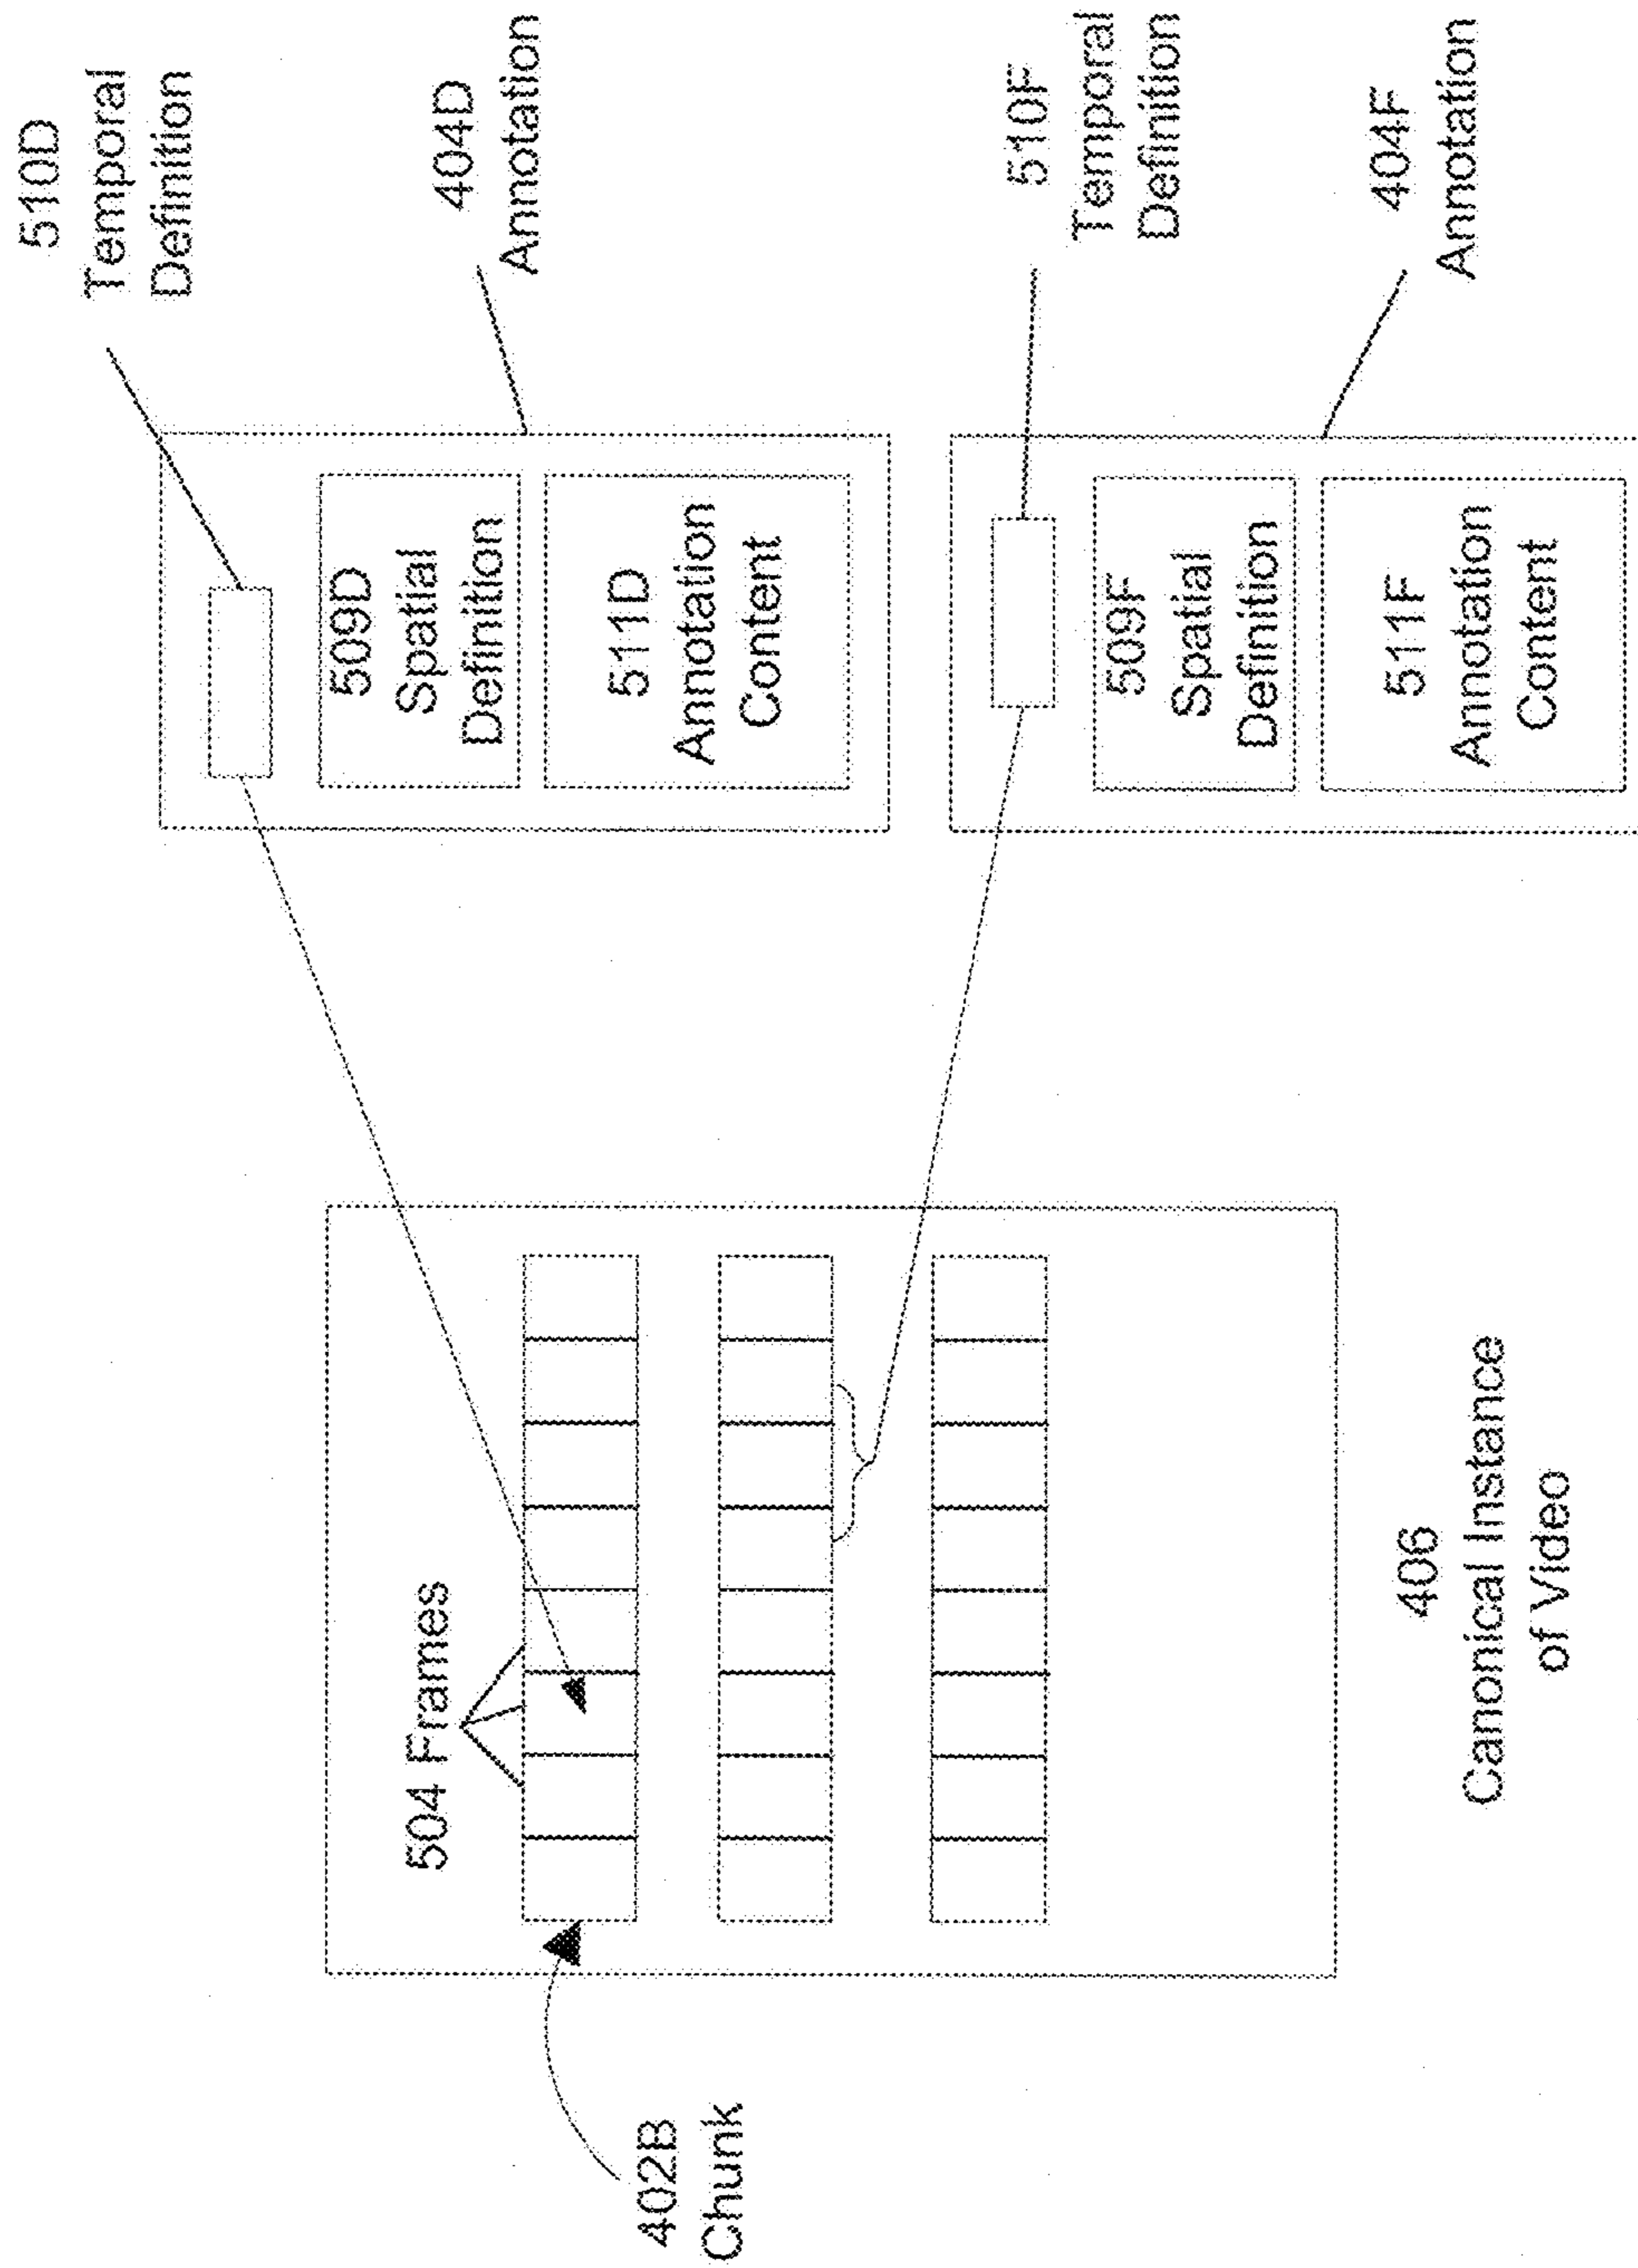 504 Frames
402B
Chunk
406
Canonical Instance
of Video
510D
Temporal
Definition
509D
Spatial
Definition
511D
Annotation
Content
404D
Annotation
510F
Temporal
Definition
509F
Spatial
Definition
511F
Annotation
Content
404F
Annotation